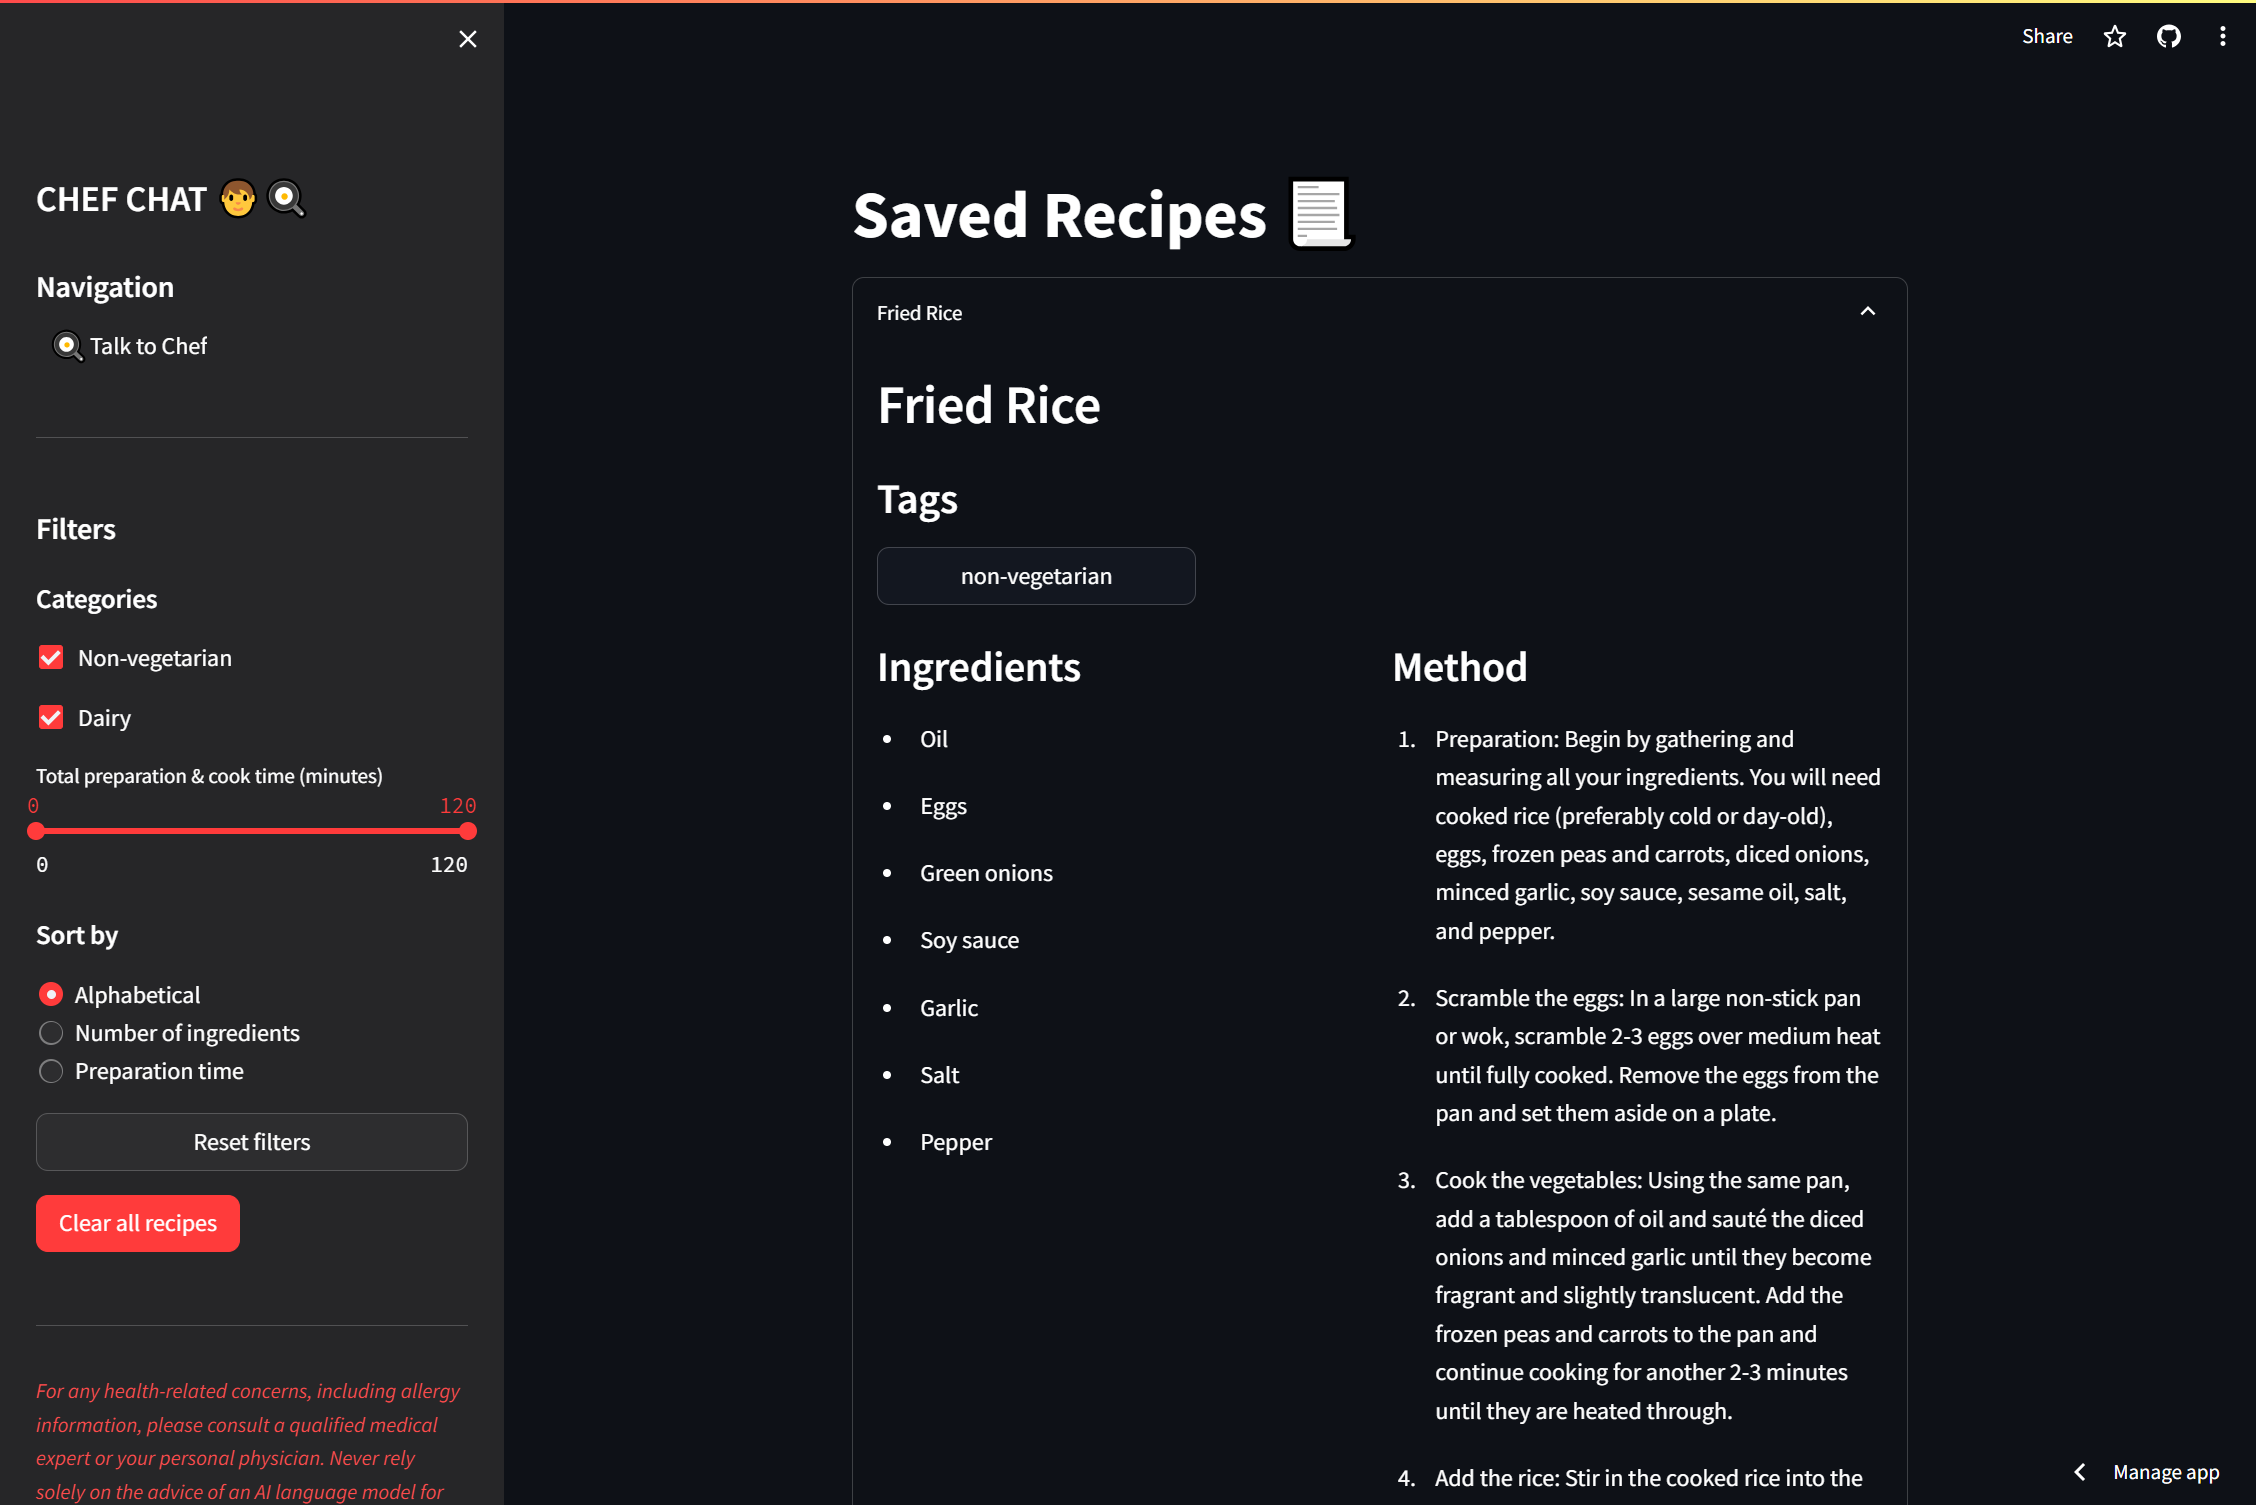 Share
CHEF CHAT
Navigation
Talk to Chef
Filters
Categories
Non-vegetarian
Dairy
Total preparation & cook time (minutes)
0 120
0 120
Sort by
Alphabetical
Number of ingredients
Preparation time
Reset filters
Clear all recipes
For any health-related concerns, including allergy
information, please consult a qualified medical
expert or your personal physician. Never rely
solely on the advice of an AI language model for
Saved Recipes
Fried Rice
Fried Rice
Tags
non-vegetarian
Ingredients
• Oil
• Eggs
• Green onions
• Soy sauce
• Garlic
• Salt
• Pepper
Method
1. Preparation: Begin by gathering and
measuring all your ingredients. You will need
cooked rice (preferably cold or day-old),
eggs, frozen peas and carrots, diced onions,
minced garlic, soy sauce, sesame oil, salt,
and pepper.
2. Scramble the eggs: In a large non-stick pan
or wok, scramble 2-3 eggs over medium heat
until fully cooked. Remove the eggs from the
pan and set them aside on a plate.
3. Cook the vegetables: Using the same pan,
add a tablespoon of oil and sauté the diced
onions and minced garlic until they become
fragrant and slightly translucent. Add the
frozen peas and carrots to the pan and
continue cooking for another 2-3 minutes
until they are heated through.
4. Add the rice: Stir in the cooked rice into the
Manage app